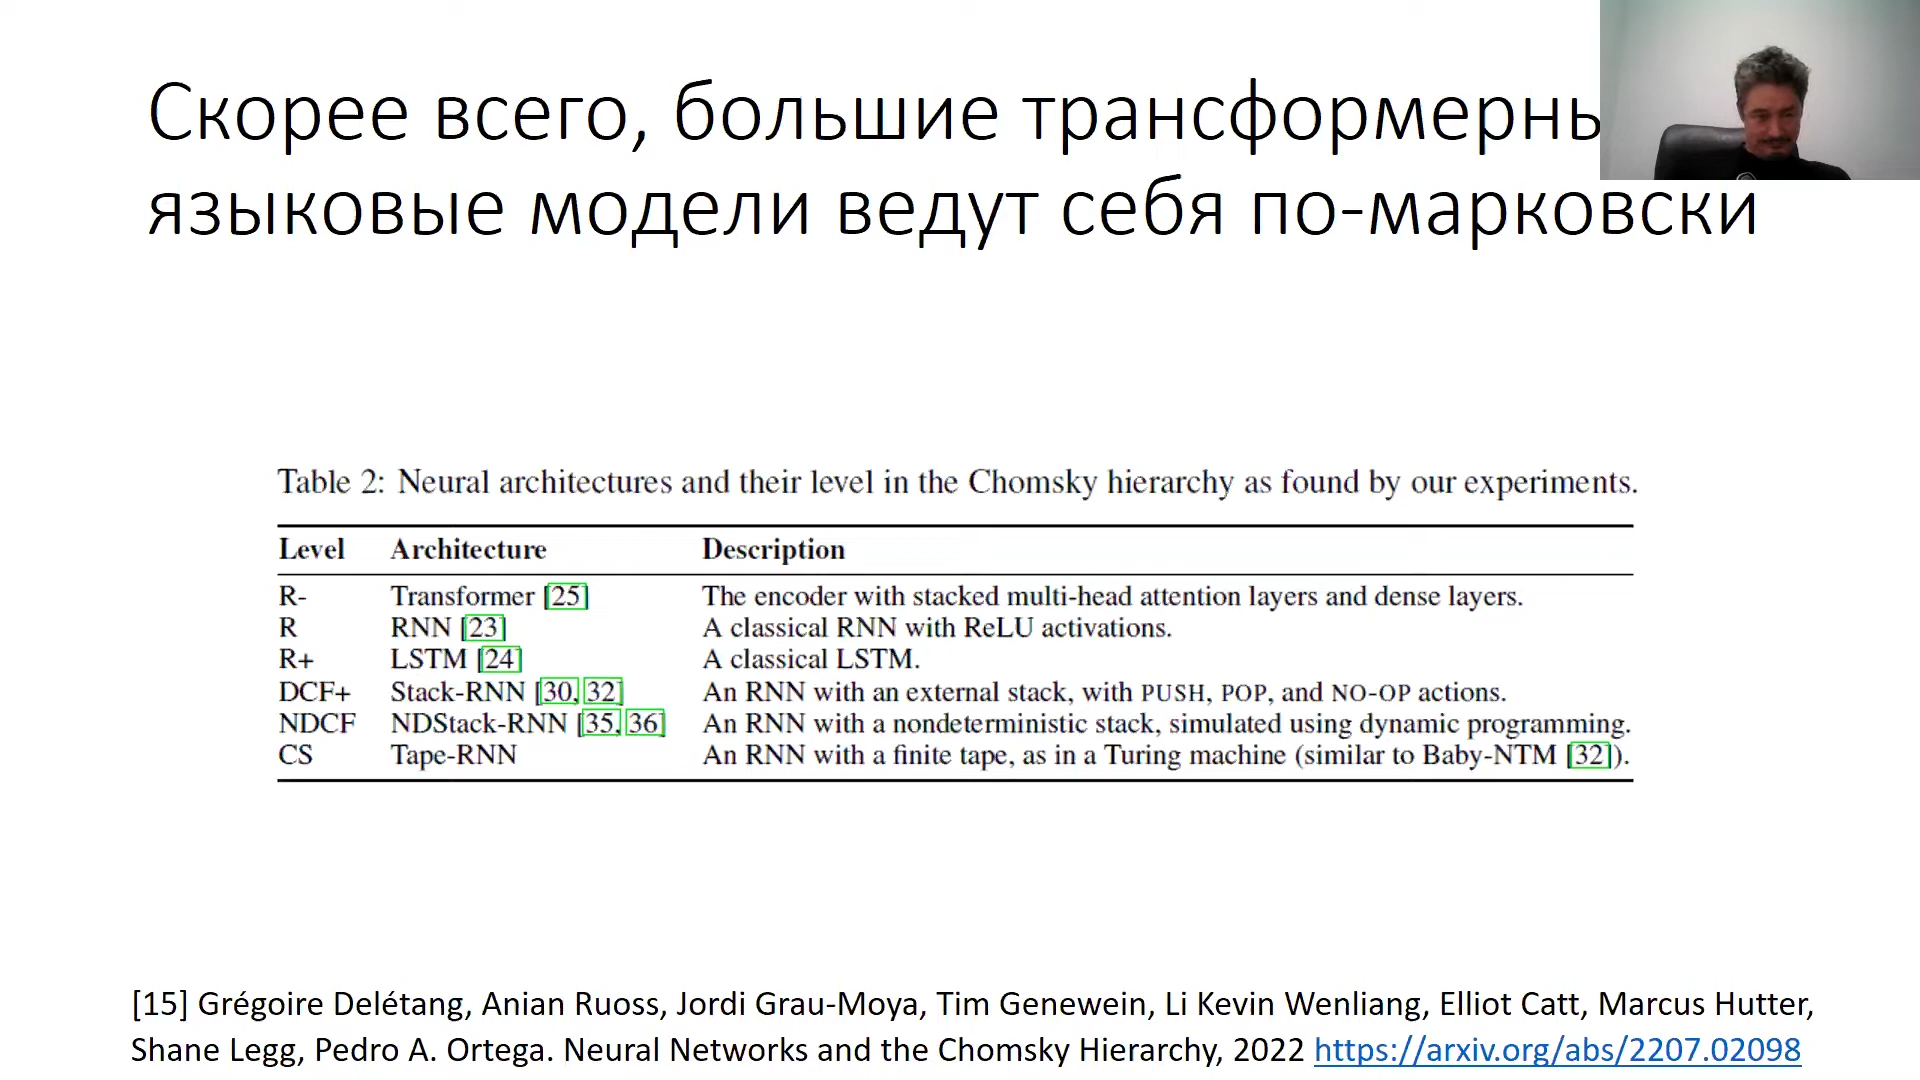 Скорее всего, большие трансформерны
языковые модели ведут себя по-марковски
Table 2: Neural architectures and their level in the Chomsky hierarchy as found by our experiments.
Level Architecture Description
R- Transformer [25] The encoder with stacked multi-head attention layers and dense layers.
R RNN [23] A classical RNN with ReLU activations.
R+ LSTM [24] A classical LSTM.
DCF+ Stack-RNN [30, 32] An RNN with an external stack, with PUSH, POP, and NO-OP actions.
NDCF NDStack-RNN [35, 36] An RNN with a nondeterministic stack, simulated using dynamic programming.
CS Tape-RNN An RNN with a finite tape, as in a Turing machine (similar to Baby-NTM [32]).
[15] Grégoire Delétang, Anian Ruoss, Jordi Grau-Moya, Tim Genewein, Li Kevin Wenliang, Elliot Catt, Marcus Hutter,
Shane Legg, Pedro A. Ortega. Neural Networks and the Chomsky Hierarchy, 2022 https://arxiv.org/abs/2207.02098